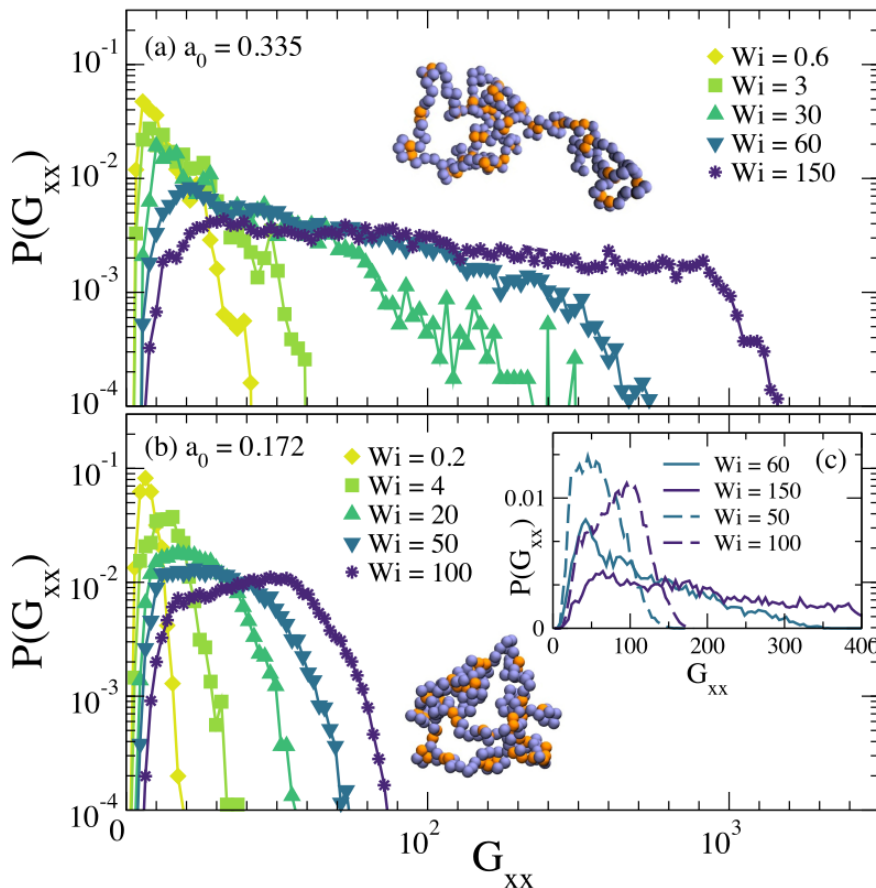 (a) a₀ = 0.335
Wi = 0.6
Wi = 3
Wi = 30
Wi = 60
Wi = 150
10⁻¹
10⁻²
10⁻³
10⁻⁴
P(Gₓₓ)
(b) a₀ = 0.172
Wi = 0.2
Wi = 4
Wi = 20
Wi = 50
Wi = 100
10⁻¹
10⁻²
10⁻³
10⁻⁴
P(Gₓₓ)
(c)
Wi = 60
Wi = 150
Wi = 50
Wi = 100
0.01
0
P(Gₓₓ)
0 100 200 300 400
Gₓₓ
0 10² 10³
Gₓₓ